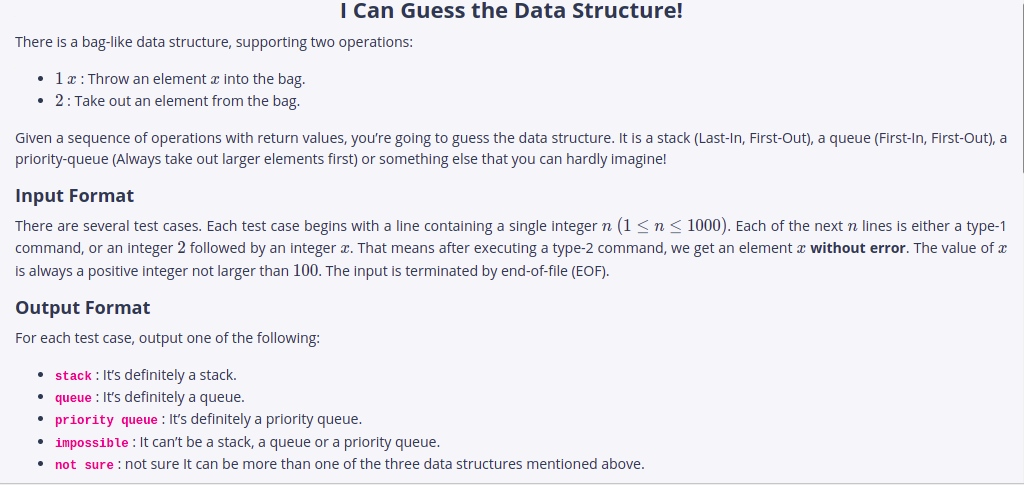 I Can Guess the Data Structure!
There is a bag-like data structure, supporting two operations:
• 1 x : Throw an element x into the bag.
• 2 : Take out an element from the bag.
Given a sequence of operations with return values, you’re going to guess the data structure. It is a stack (Last-In, First-Out), a queue (First-In, First-Out), a
priority-queue (Always take out larger elements first) or something else that you can hardly imagine!
Input Format
There are several test cases. Each test case begins with a line containing a single integer n (1 ≤ n ≤ 1000). Each of the next n lines is either a type-1
command, or an integer 2 followed by an integer x. That means after executing a type-2 command, we get an element x without error. The value of x
is always a positive integer not larger than 100. The input is terminated by end-of-file (EOF).
Output Format
For each test case, output one of the following:
• stack : It’s definitely a stack.
• queue : It’s definitely a queue.
• priority queue : It’s definitely a priority queue.
• impossible : It can’t be a stack, a queue or a priority queue.
• not sure : not sure It can be more than one of the three data structures mentioned above.